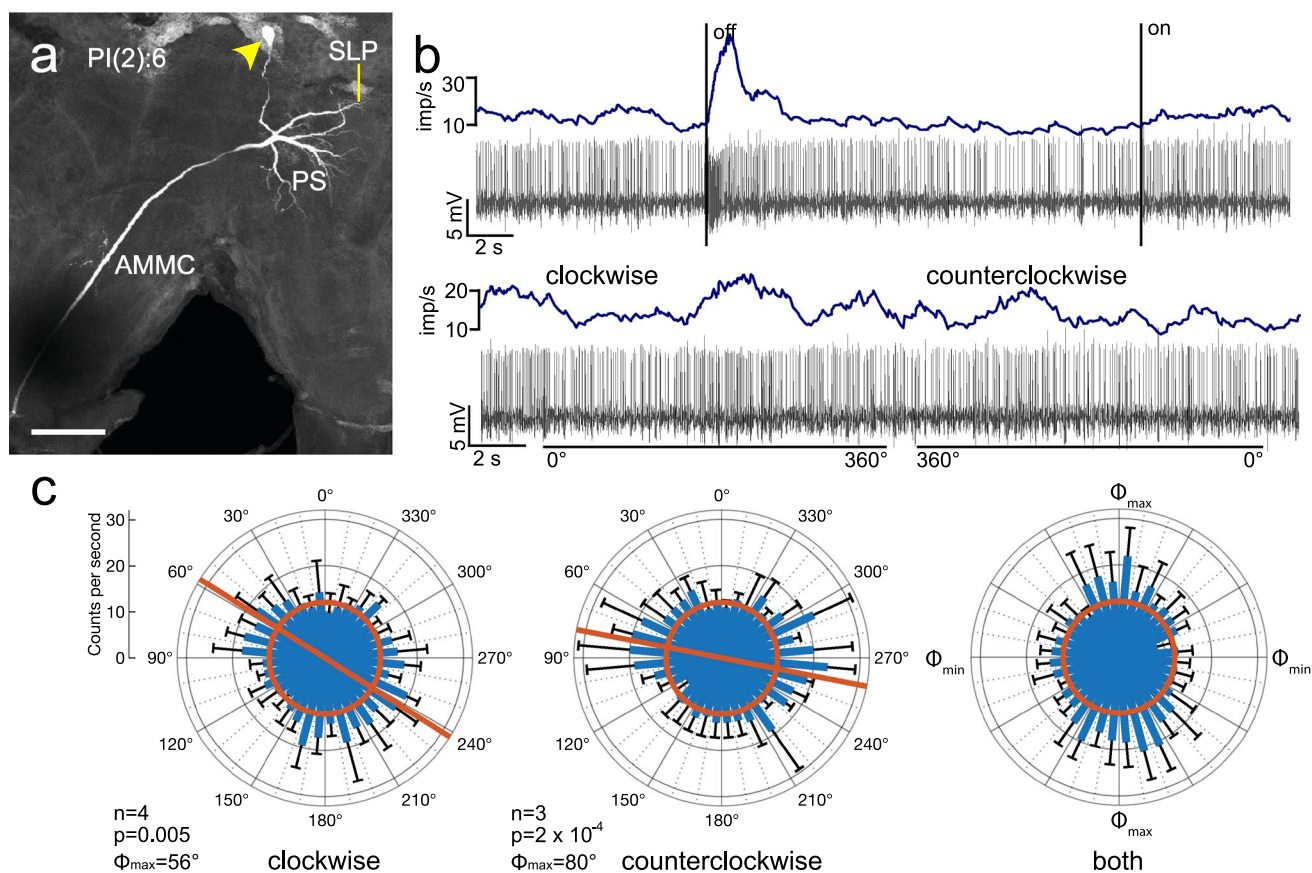 a
PI(2):6
SLP
PS
AMMC
b
off
on
30
10
imp/s
5 mV
2 s
clockwise
counterclockwise
20
10
imp/s
5 mV
2 s
0°
360°
360°
0°
c
Counts per second
30
20
10
0
0°
330°
300°
270°
240°
210°
180°
150°
120°
90°
60°
30°
n=4
p=0.005
Φmax=56°
clockwise
0°
330°
300°
270°
240°
210°
180°
150°
120°
90°
60°
30°
n=3
p=2 x 10⁻⁴
Φmax=80°
counterclockwise
Φmax
Φmin
Φmin
Φmax
both